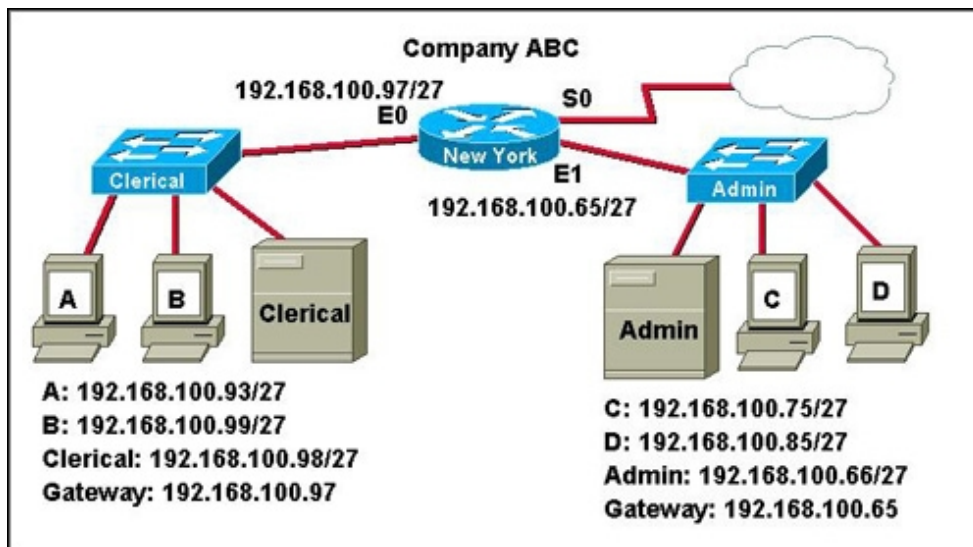 Company ABC
192.168.100.97/27
E0
S0
New York
Clerical
E1
192.168.100.65/27
Admin
A
B
Clerical
Admin
C
D
A: 192.168.100.93/27
B: 192.168.100.99/27
Clerical: 192.168.100.98/27
Gateway: 192.168.100.97
C: 192.168.100.75/27
D: 192.168.100.85/27
Admin: 192.168.100.66/27
Gateway: 192.168.100.65